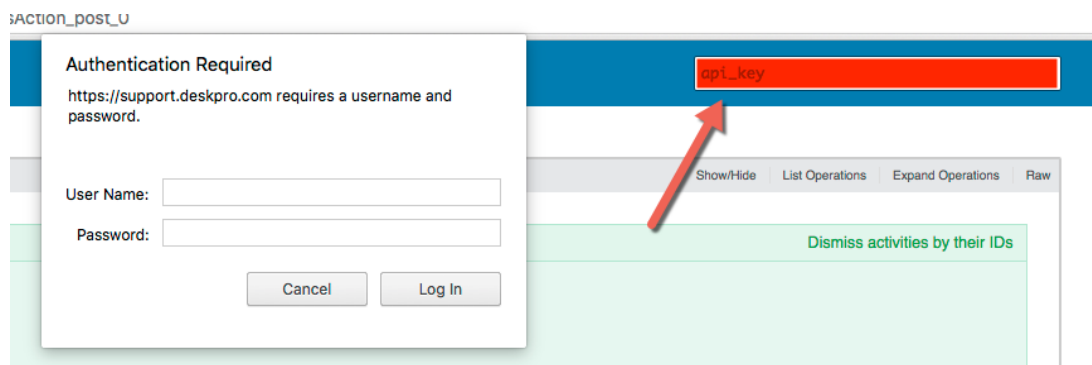 sAction_post_0
Authentication Required
https://support.deskpro.com requires a username and
password.
User Name:
Password:
Cancel Log In
api_key
Show/Hide List Operations Expand Operations Raw
Dismiss activities by their IDs